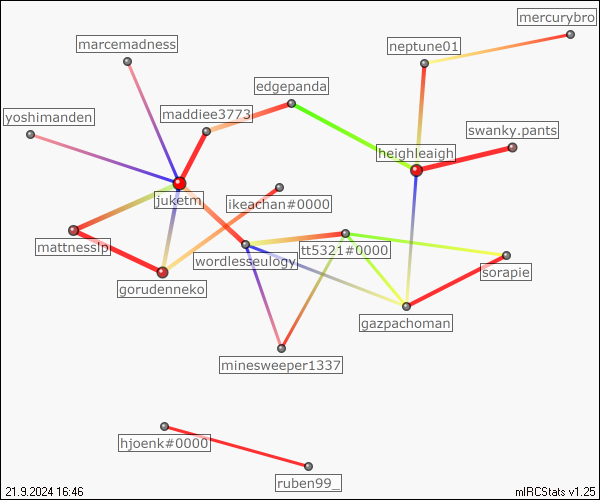 mercurybro
marcemadness
neptune01
edgepanda
maddiee3773
yoshimanden
swanky.pants
heighleaigh
juketm
ikeachan#0000
mattnesslp
tt5321#0000
wordlesseulogy
sorapie
gorudenneko
gazpachoman
minesweeper1337
hjoenk#0000
ruben99_
21.9.2024 16:46
mIRCStats v1.25